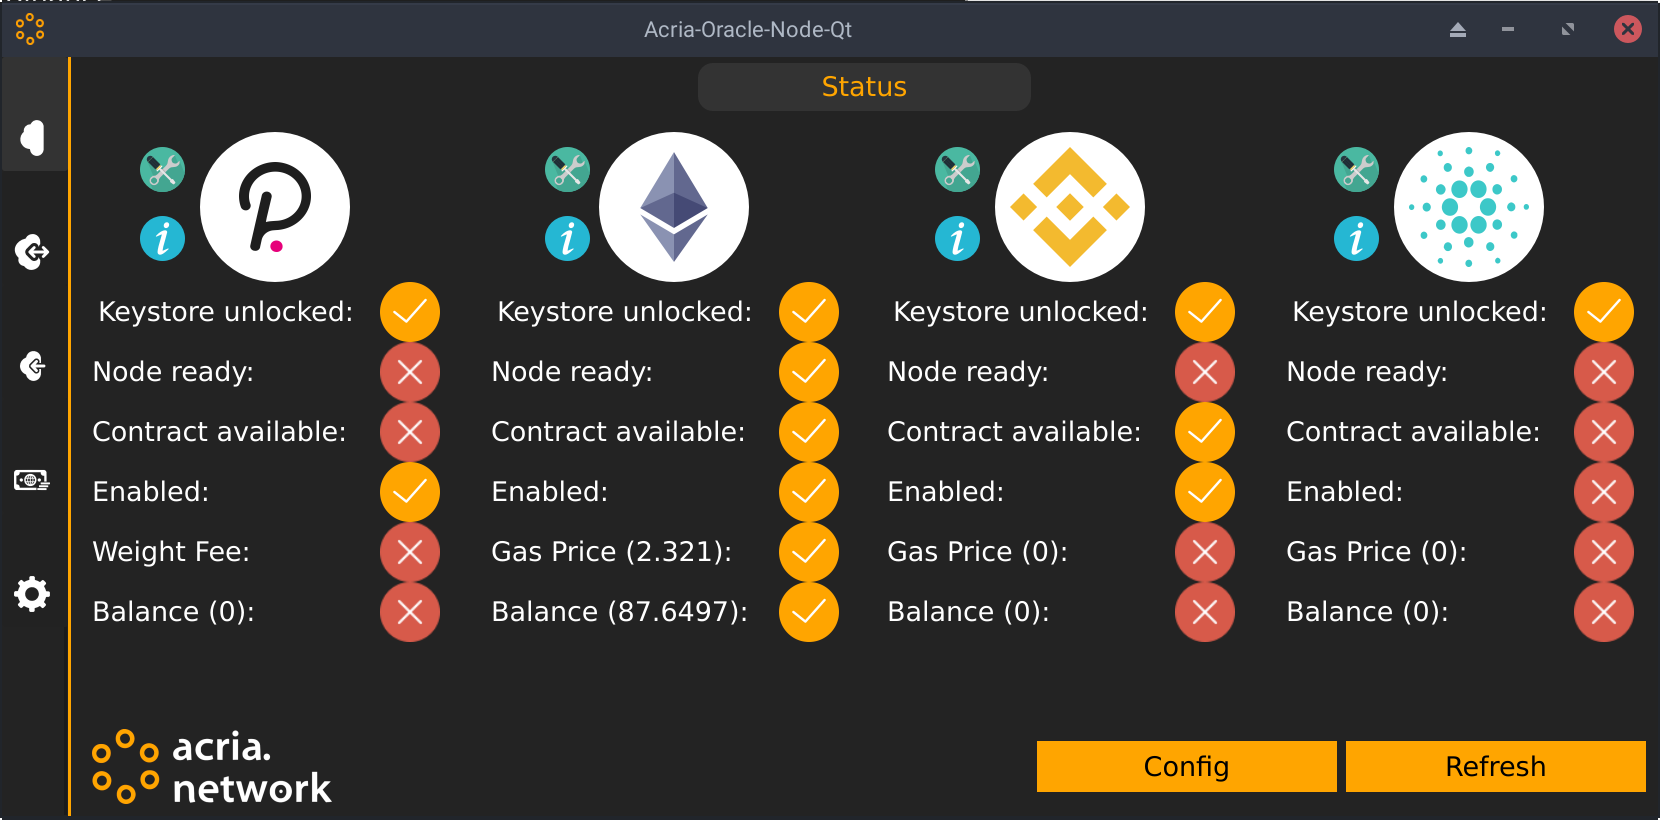 Acria-Oracle-Node-Qt
Status
Keystore unlocked:
Node ready:
Contract available:
Enabled:
Weight Fee:
Balance (0):
Keystore unlocked:
Node ready:
Contract available:
Enabled:
Gas Price (2.321):
Balance (87.6497):
Keystore unlocked:
Node ready:
Contract available:
Enabled:
Gas Price (0):
Balance (0):
Keystore unlocked:
Node ready:
Contract available:
Enabled:
Gas Price (0):
Balance (0):
acria.
network
Config
Refresh